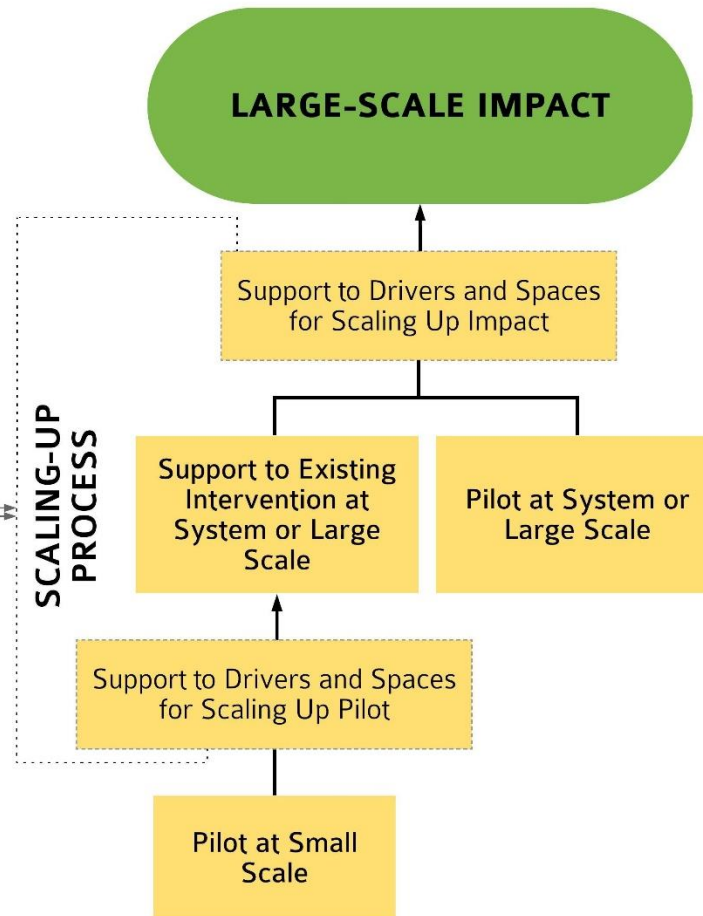 LARGE-SCALE IMPACT
Support to Drivers and Spaces
for Scaling Up Impact
SCALING-UP
PROCESS
Support to Existing
Intervention at
System or Large
Scale
Pilot at System or
Large Scale
Support to Drivers and Spaces
for Scaling Up Pilot
Pilot at Small
Scale